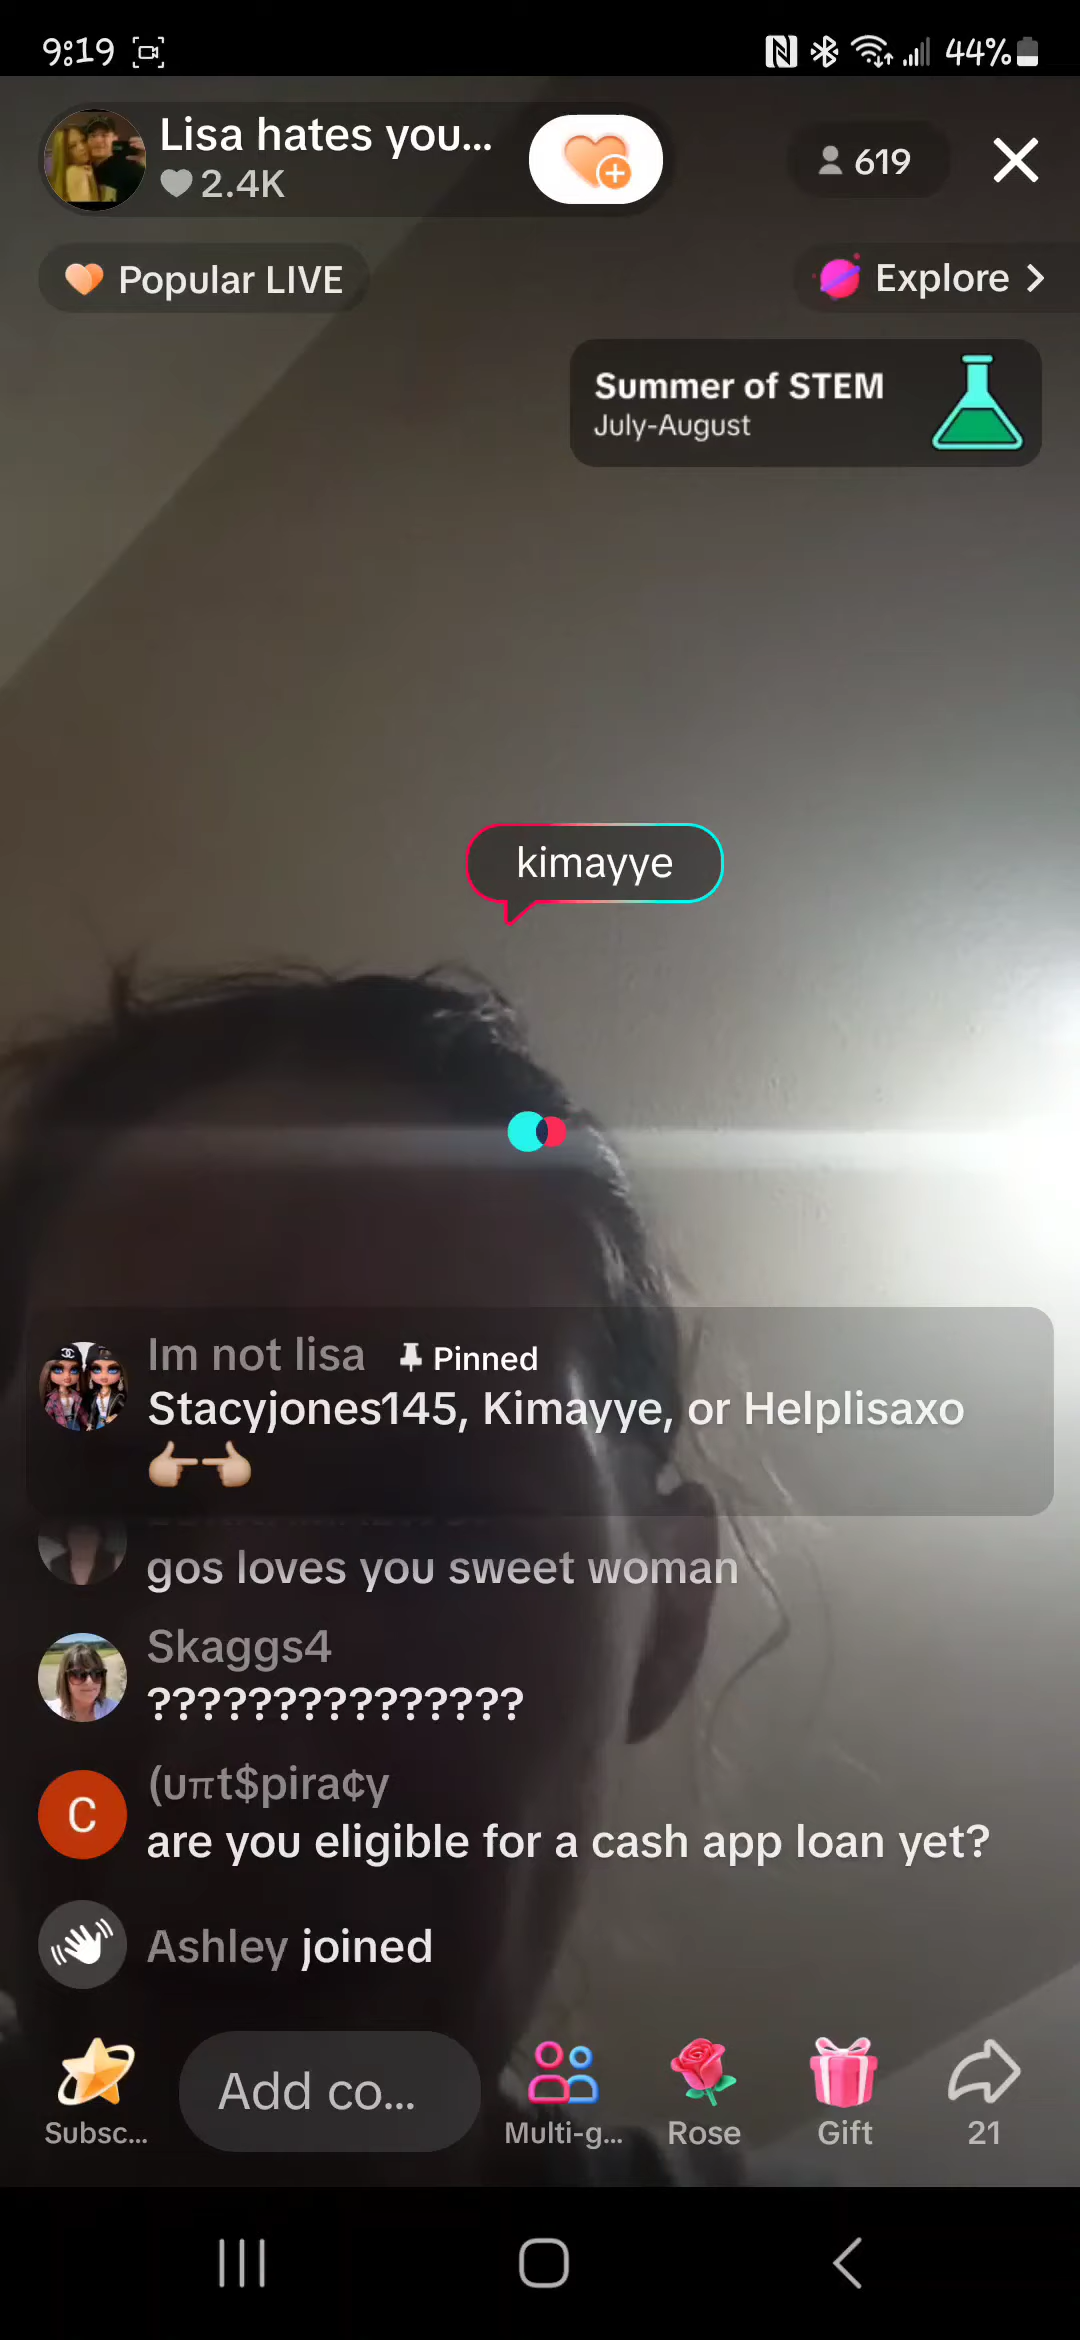 9:19
44%
Lisa hates you...
2.4K
619
Popular LIVE
Explore
Summer of STEM
July-August
kimayye
Im not lisa Pinned
Stacyjones145, Kimayye, or Helplisaxo
👉🏼👈🏼
gos loves you sweet woman
Skaggs4
???????????????
C
(uπt$pira¢y
are you eligible for a cash app loan yet?
Ashley joined
Add co...
Subsc...
Multi-g...
Rose
Gift
21